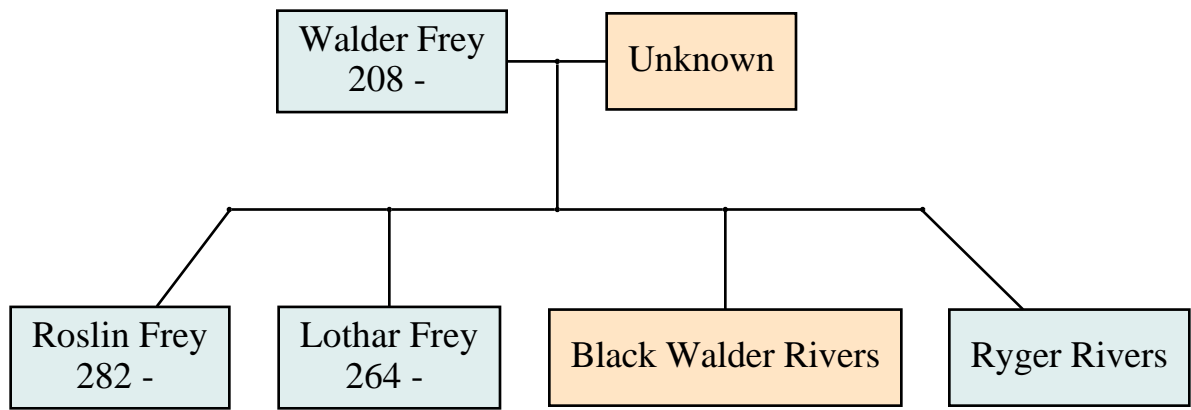 Walder Frey
208 -
Unknown
Roslin Frey
282 -
Lothar Frey
264 -
Black Walder Rivers
Ryger Rivers